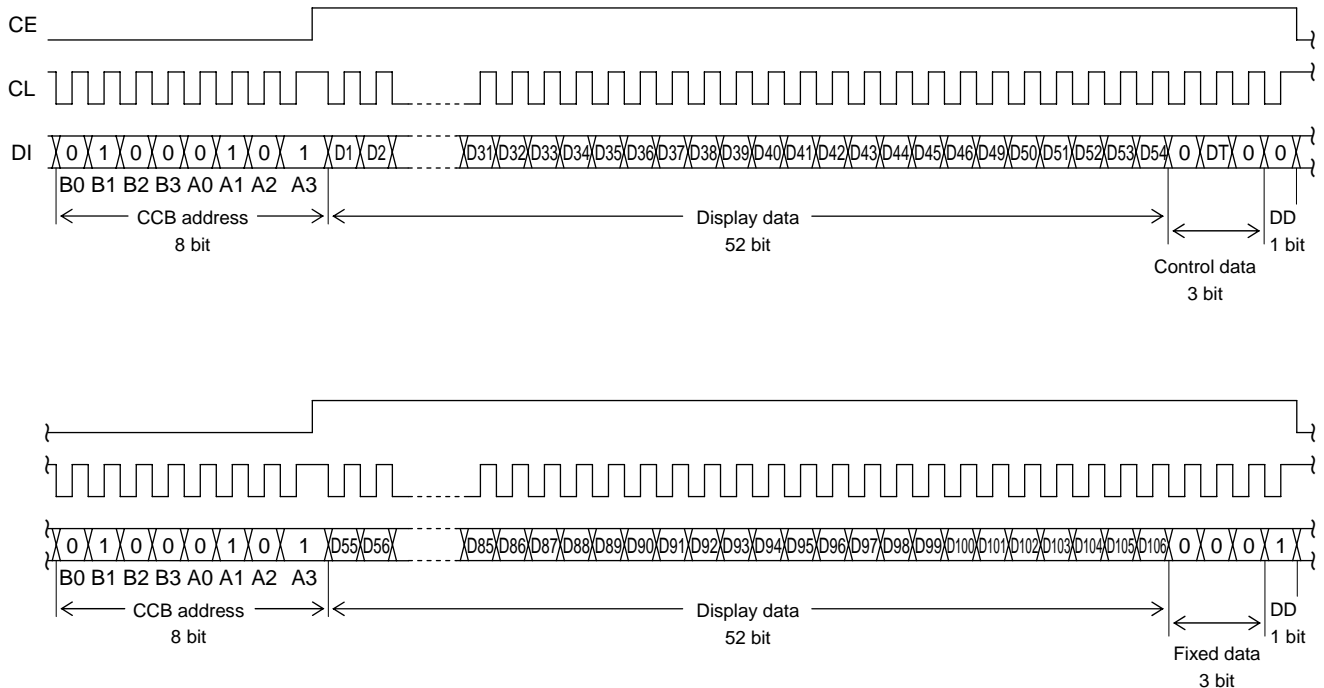 CE
CL
DI 0 1 0 0 0 1 0 1 D1 D2 D31 D32 D33 D34 D35 D36 D37 D38 D39 D40 D41 D42 D43 D44 D45 D46 D49 D50 D51 D52 D53 D54 0 DT 0 0
B0 B1 B2 B3 A0 A1 A2 A3
CCB address Display data DD
8 bit 52 bit 1 bit
Control data
3 bit
0 1 0 0 0 1 0 1 D55 D56 D85 D86 D87 D88 D89 D90 D91 D92 D93 D94 D95 D96 D97 D98 D99 D100 D101 D102 D103 D104 D105 D106 0 0 0 1
B0 B1 B2 B3 A0 A1 A2 A3
CCB address Display data DD
8 bit 52 bit 1 bit
Fixed data
3 bit